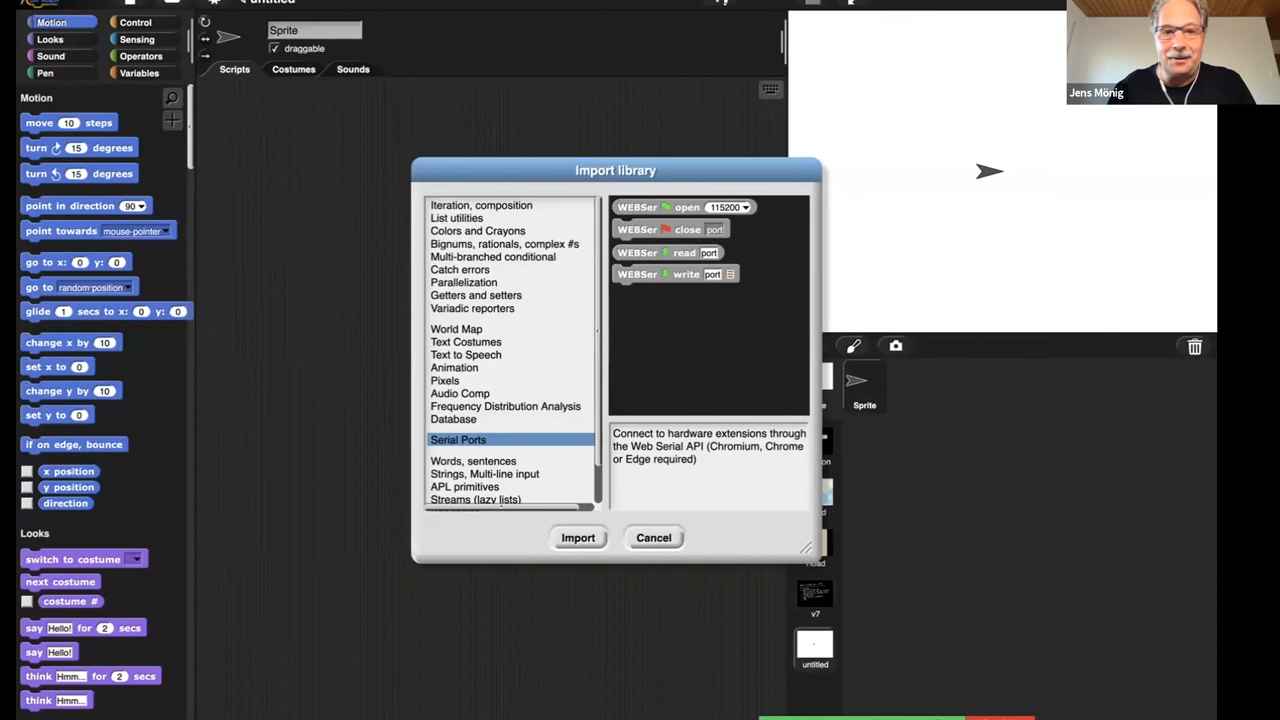 untitled
Motion
Control
Looks
Sensing
Sound
Operators
Pen
Variables
Sprite
draggable
Scripts
Costumes
Sounds
Jens Mönig
Motion
move 10 steps
turn 15 degrees
turn 15 degrees
point in direction 90
point towards mouse-pointer
go to x: 0 y: 0
go to random position
glide 1 secs to x: 0 y: 0
change x by 10
set x to 0
change y by 10
set y to 0
if on edge, bounce
x position
y position
direction
Looks
switch to costume
next costume
costume #
say Hello! for 2 secs
say Hello!
think Hmm... for 2 secs
think Hmm...
Import library
Iteration, composition
List utilities
Colors and Crayons
Bignums, rationals, complex #s
Multi-branched conditional
Catch errors
Parallelization
Getters and setters
Variadic reporters
World Map
Text Costumes
Text to Speech
Animation
Pixels
Audio Comp
Frequency Distribution Analysis
Database
Serial Ports
Words, sentences
Strings, Multi-line input
APL primitives
Streams (lazy lists)
WEBSer open 115200
WEBSer close port
WEBSer read port
WEBSer write port
Connect to hardware extensions through
the Web Serial API (Chromium, Chrome
or Edge required)
Import
Cancel
Sprite
v7
untitled